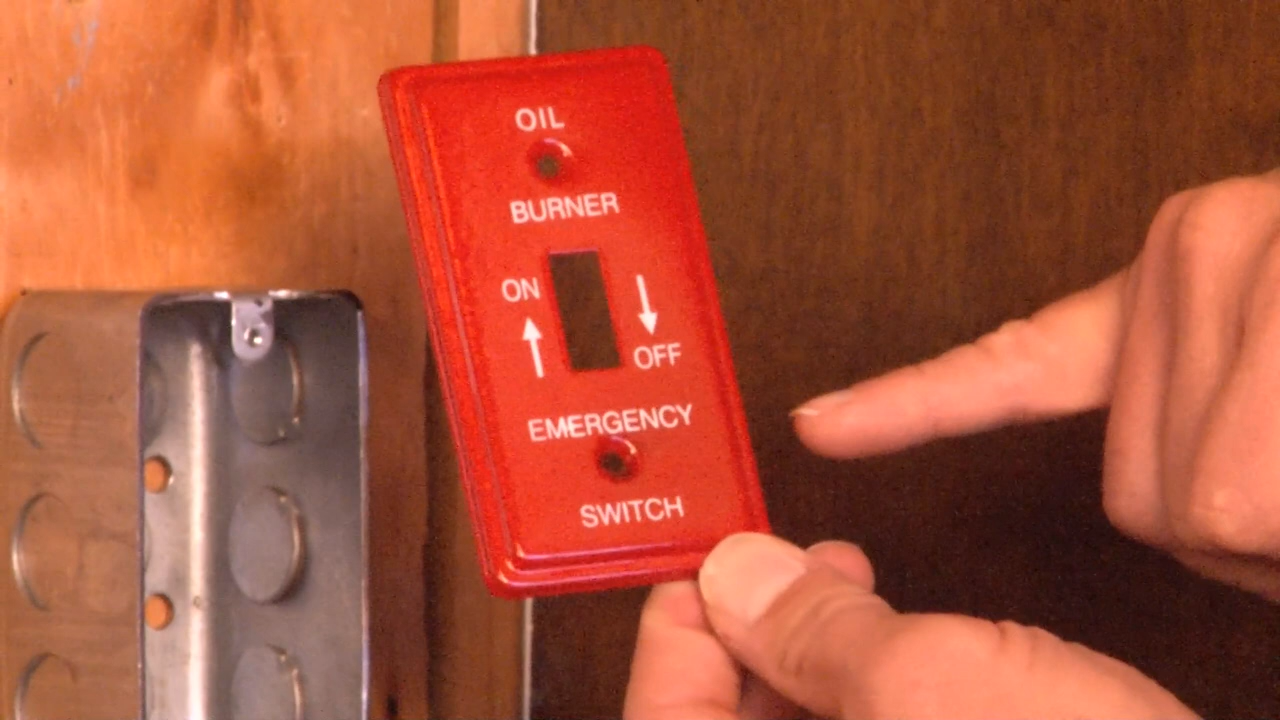 OIL
BURNER
ON
OFF
EMERGENCY
SWITCH